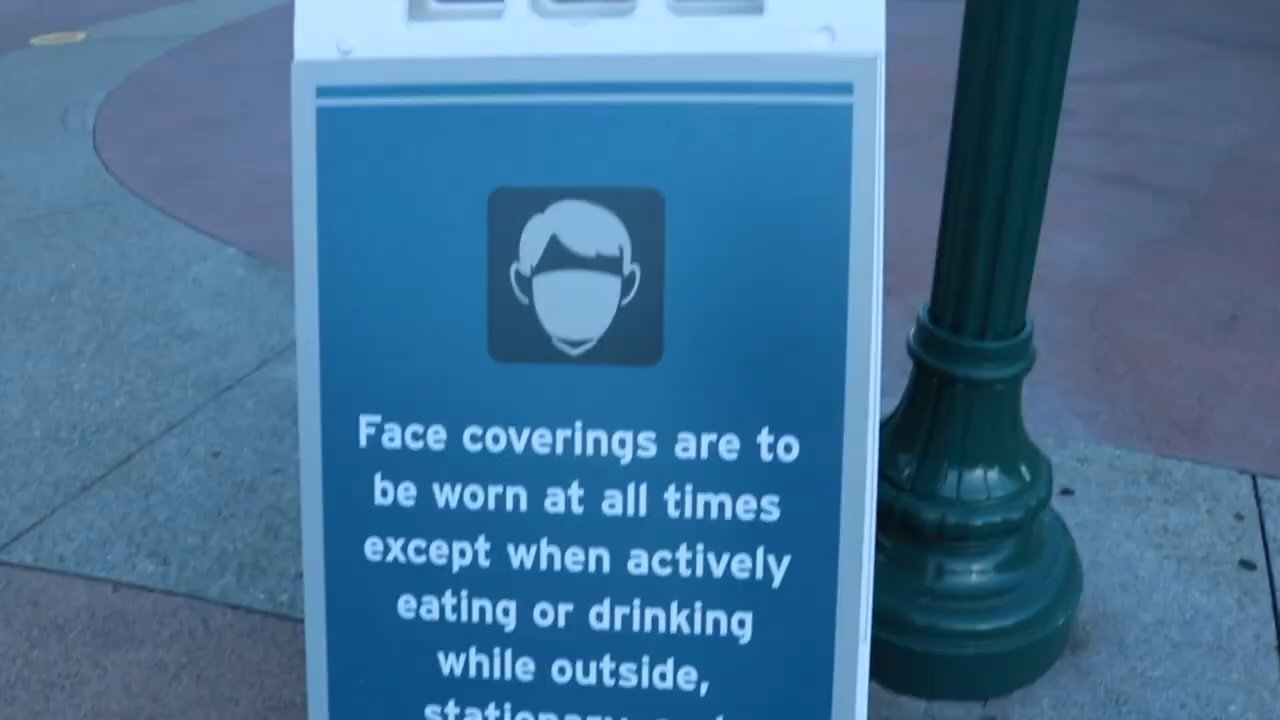 Face coverings are to
be worn at all times
except when actively
eating or drinking
while outside,